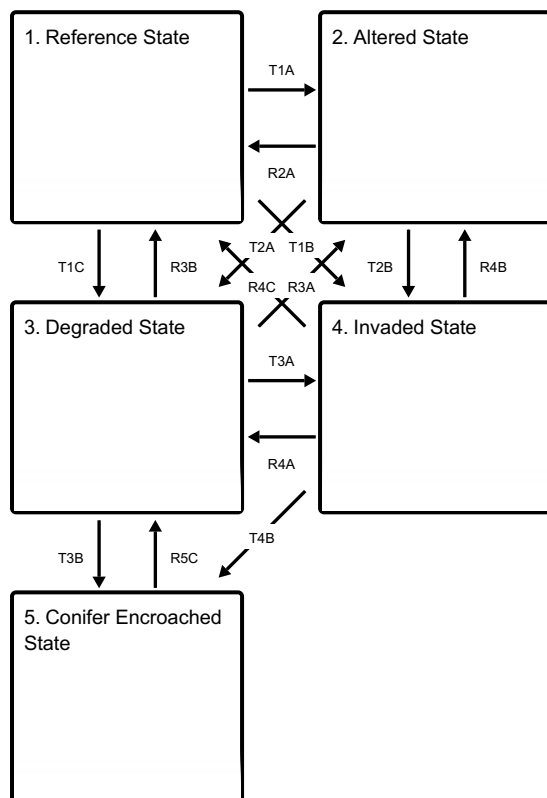 1. Reference State
2. Altered State
T1A
R2A
T2A
T1B
T1C
R3B
T2B
R4B
R4C
R3A
3. Degraded State
4. Invaded State
T3A
R4A
T4B
T3B
R5C
5. Conifer Encroached
State